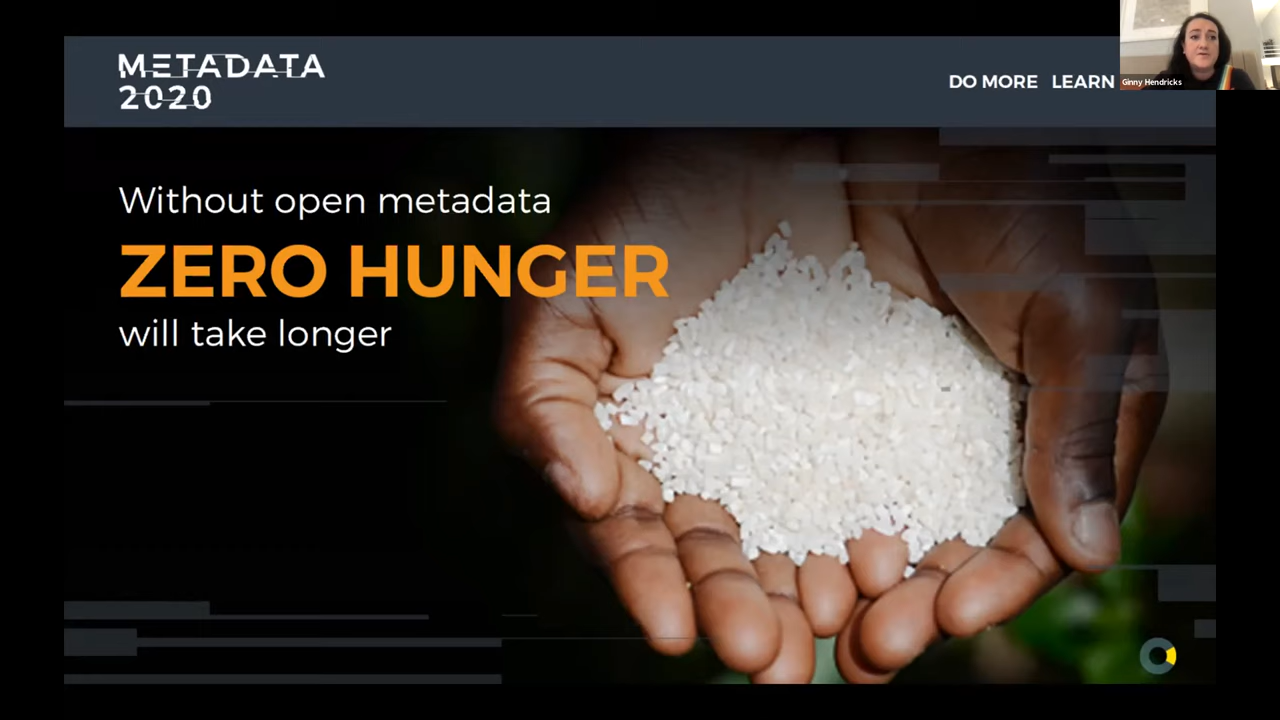 METADATA
2020
DO MORE LEARN
Ginny Hendricks
Without open metadata
ZERO HUNGER
will take longer